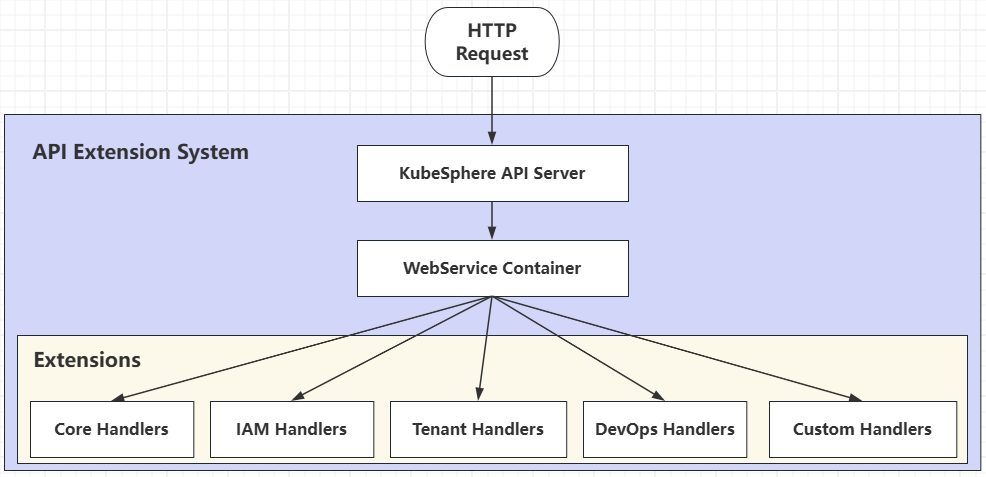 HTTP
Request
API Extension System
KubeSphere API Server
WebService Container
Extensions
Core Handlers
IAM Handlers
Tenant Handlers
DevOps Handlers
Custom Handlers